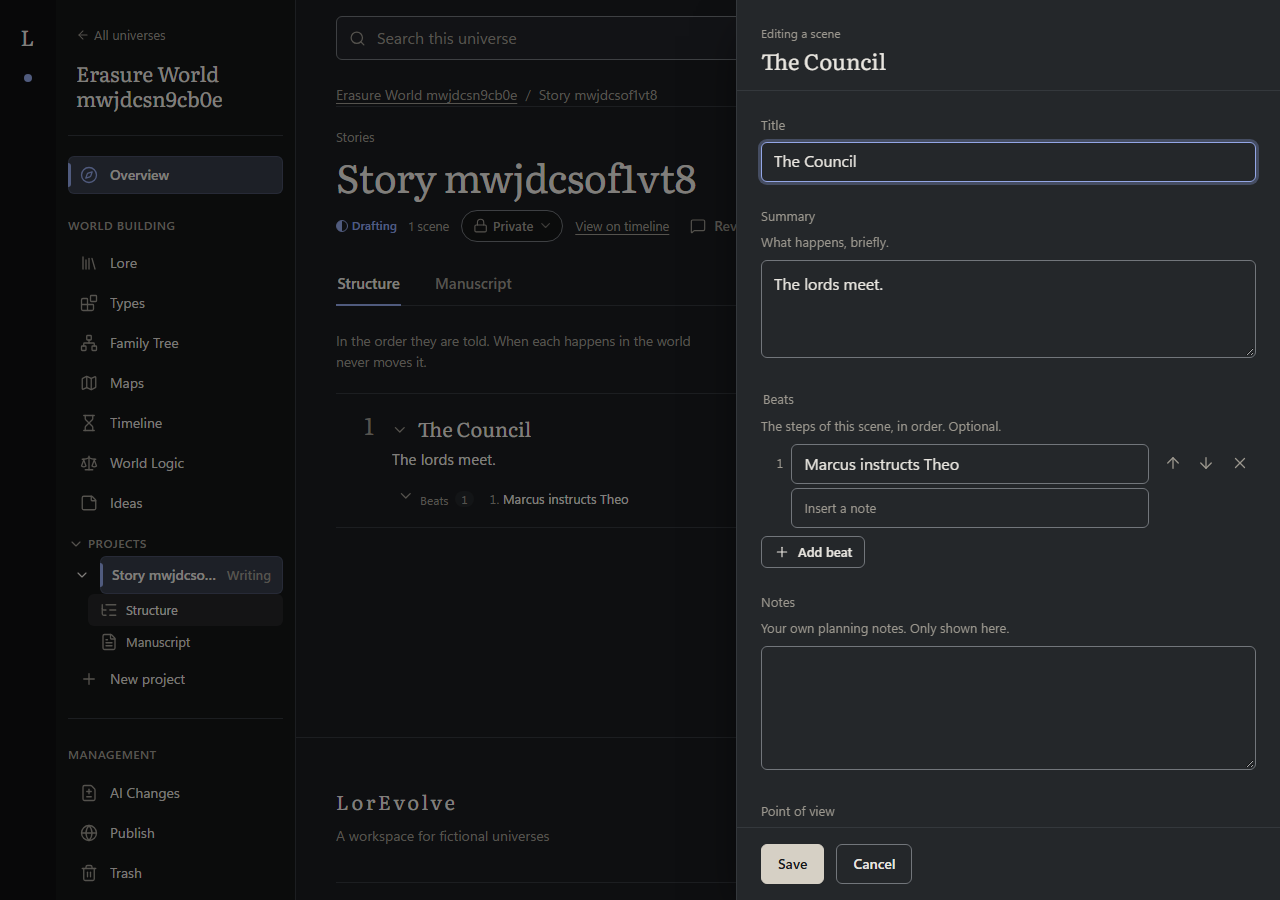 L
All universes
Erasure World
mwjdcsn9cb0e
Overview
WORLD BUILDING
Lore
Types
Family Tree
Maps
Timeline
World Logic
Ideas
PROJECTS
Story mwjdcso... Writing
Structure
Manuscript
New project
MANAGEMENT
AI Changes
Publish
Trash
Search this universe
Erasure World mwjdcsn9cb0e / Story mwjdcsof1vt8
Stories
Story mwjdcsof1vt8
Drafting 1 scene Private View on timeline Rev
Structure Manuscript
In the order they are told. When each happens in the world
never moves it.
1 The Council
The lords meet.
Beats 1 1. Marcus instructs Theo
LorEvolve
A workspace for fictional universes
Editing a scene
The Council
Title
The Council
Summary
What happens, briefly.
The lords meet.
Beats
The steps of this scene, in order. Optional.
1 Marcus instructs Theo
Insert a note
Add beat
Notes
Your own planning notes. Only shown here.
Point of view
Save Cancel